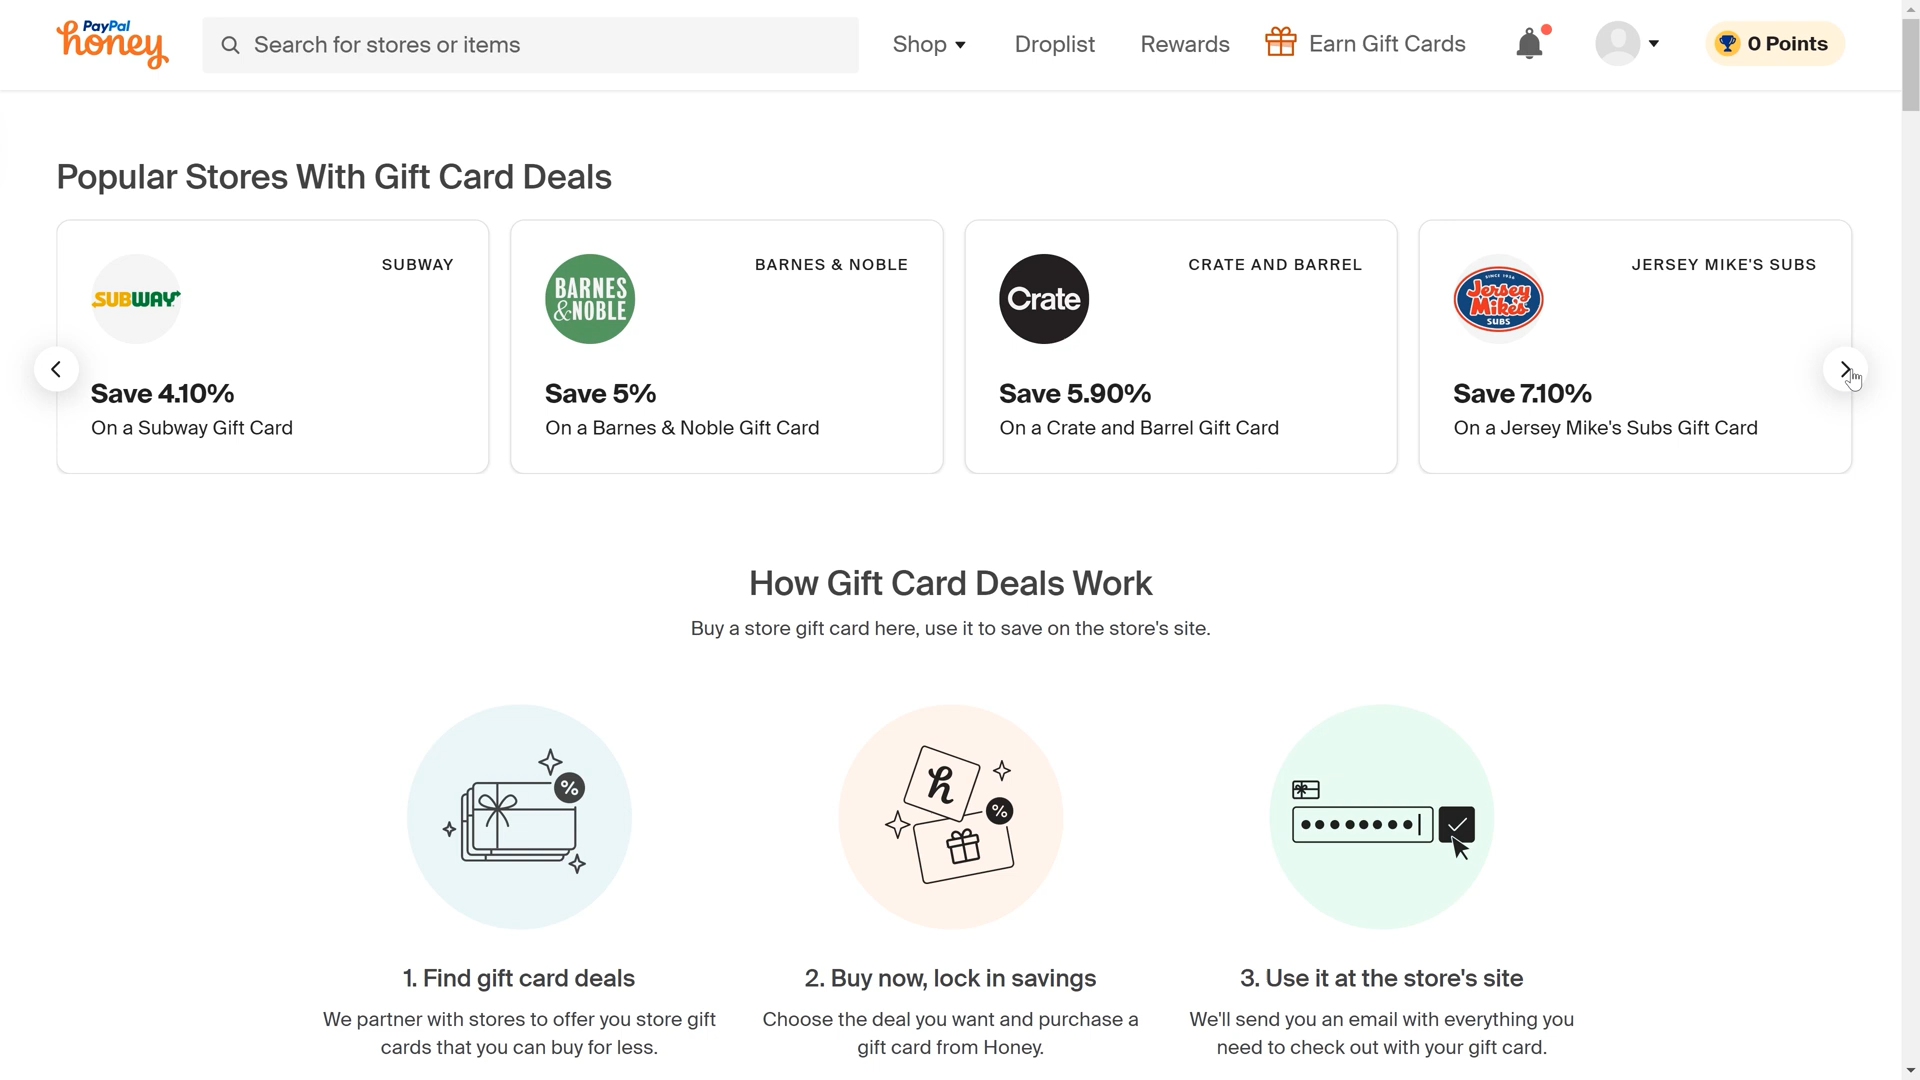 PayPal
honey
Search for stores or items
Shop
Droplist
Rewards
Earn Gift Cards
0 Points
Popular Stores With Gift Card Deals
SUBWAY
SUBWAY
Save 4.10%
On a Subway Gift Card
BARNES & NOBLE
BARNES
&NOBLE
Save 5%
On a Barnes & Noble Gift Card
CRATE AND BARREL
Crate
Save 5.90%
On a Crate and Barrel Gift Card
JERSEY MIKE'S SUBS
SINCE 1956
Jersey
Mike's
SUBS
Save 7.10%
On a Jersey Mike's Subs Gift Card
How Gift Card Deals Work
Buy a store gift card here, use it to save on the store's site.
%
h
%
1. Find gift card deals
We partner with stores to offer you store gift
cards that you can buy for less.
2. Buy now, lock in savings
Choose the deal you want and purchase a
gift card from Honey.
3. Use it at the store's site
We'll send you an email with everything you
need to check out with your gift card.